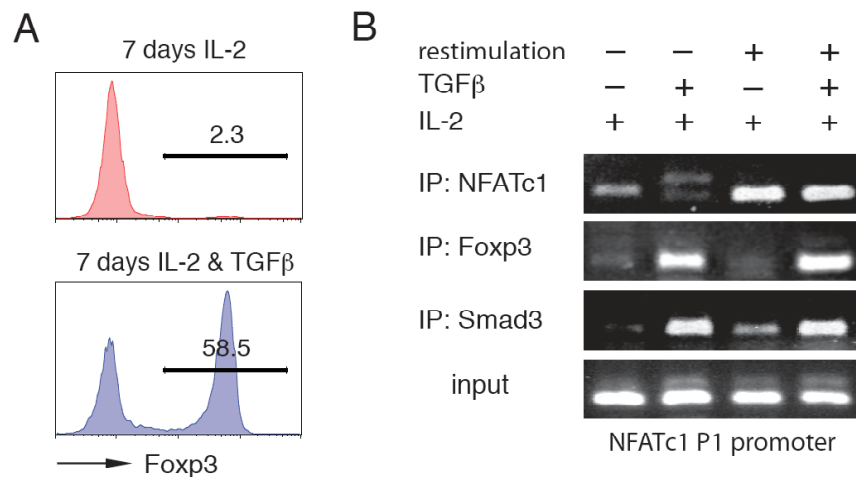 A
7 days IL-2
2.3
7 days IL-2 & TGFβ
58.5
Foxp3
B
restimulation − − + +
TGFβ − + − +
IL-2 + + + +
IP: NFATc1
IP: Foxp3
IP: Smad3
input
NFATc1 P1 promoter